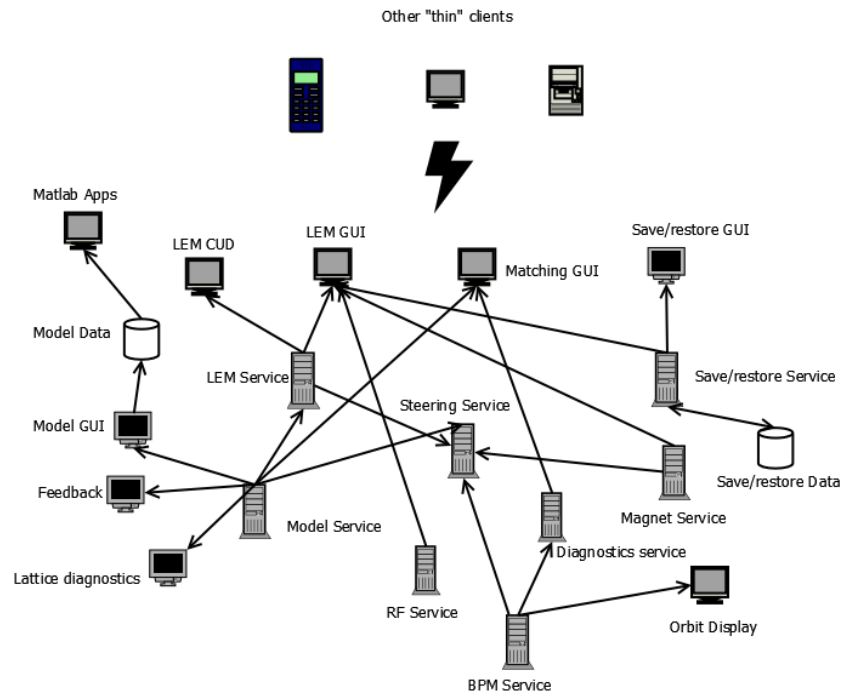 Other "thin" clients
Matlab Apps
LEM CUD
LEM GUI
Save/restore GUI
Matching GUI
Model Data
LEM Service
Save/restore Service
Steering Service
Model GUI
Feedback
Save/restore Data
Model Service
Magnet Service
Diagnostics service
Lattice diagnostics
RF Service
Orbit Display
BPM Service